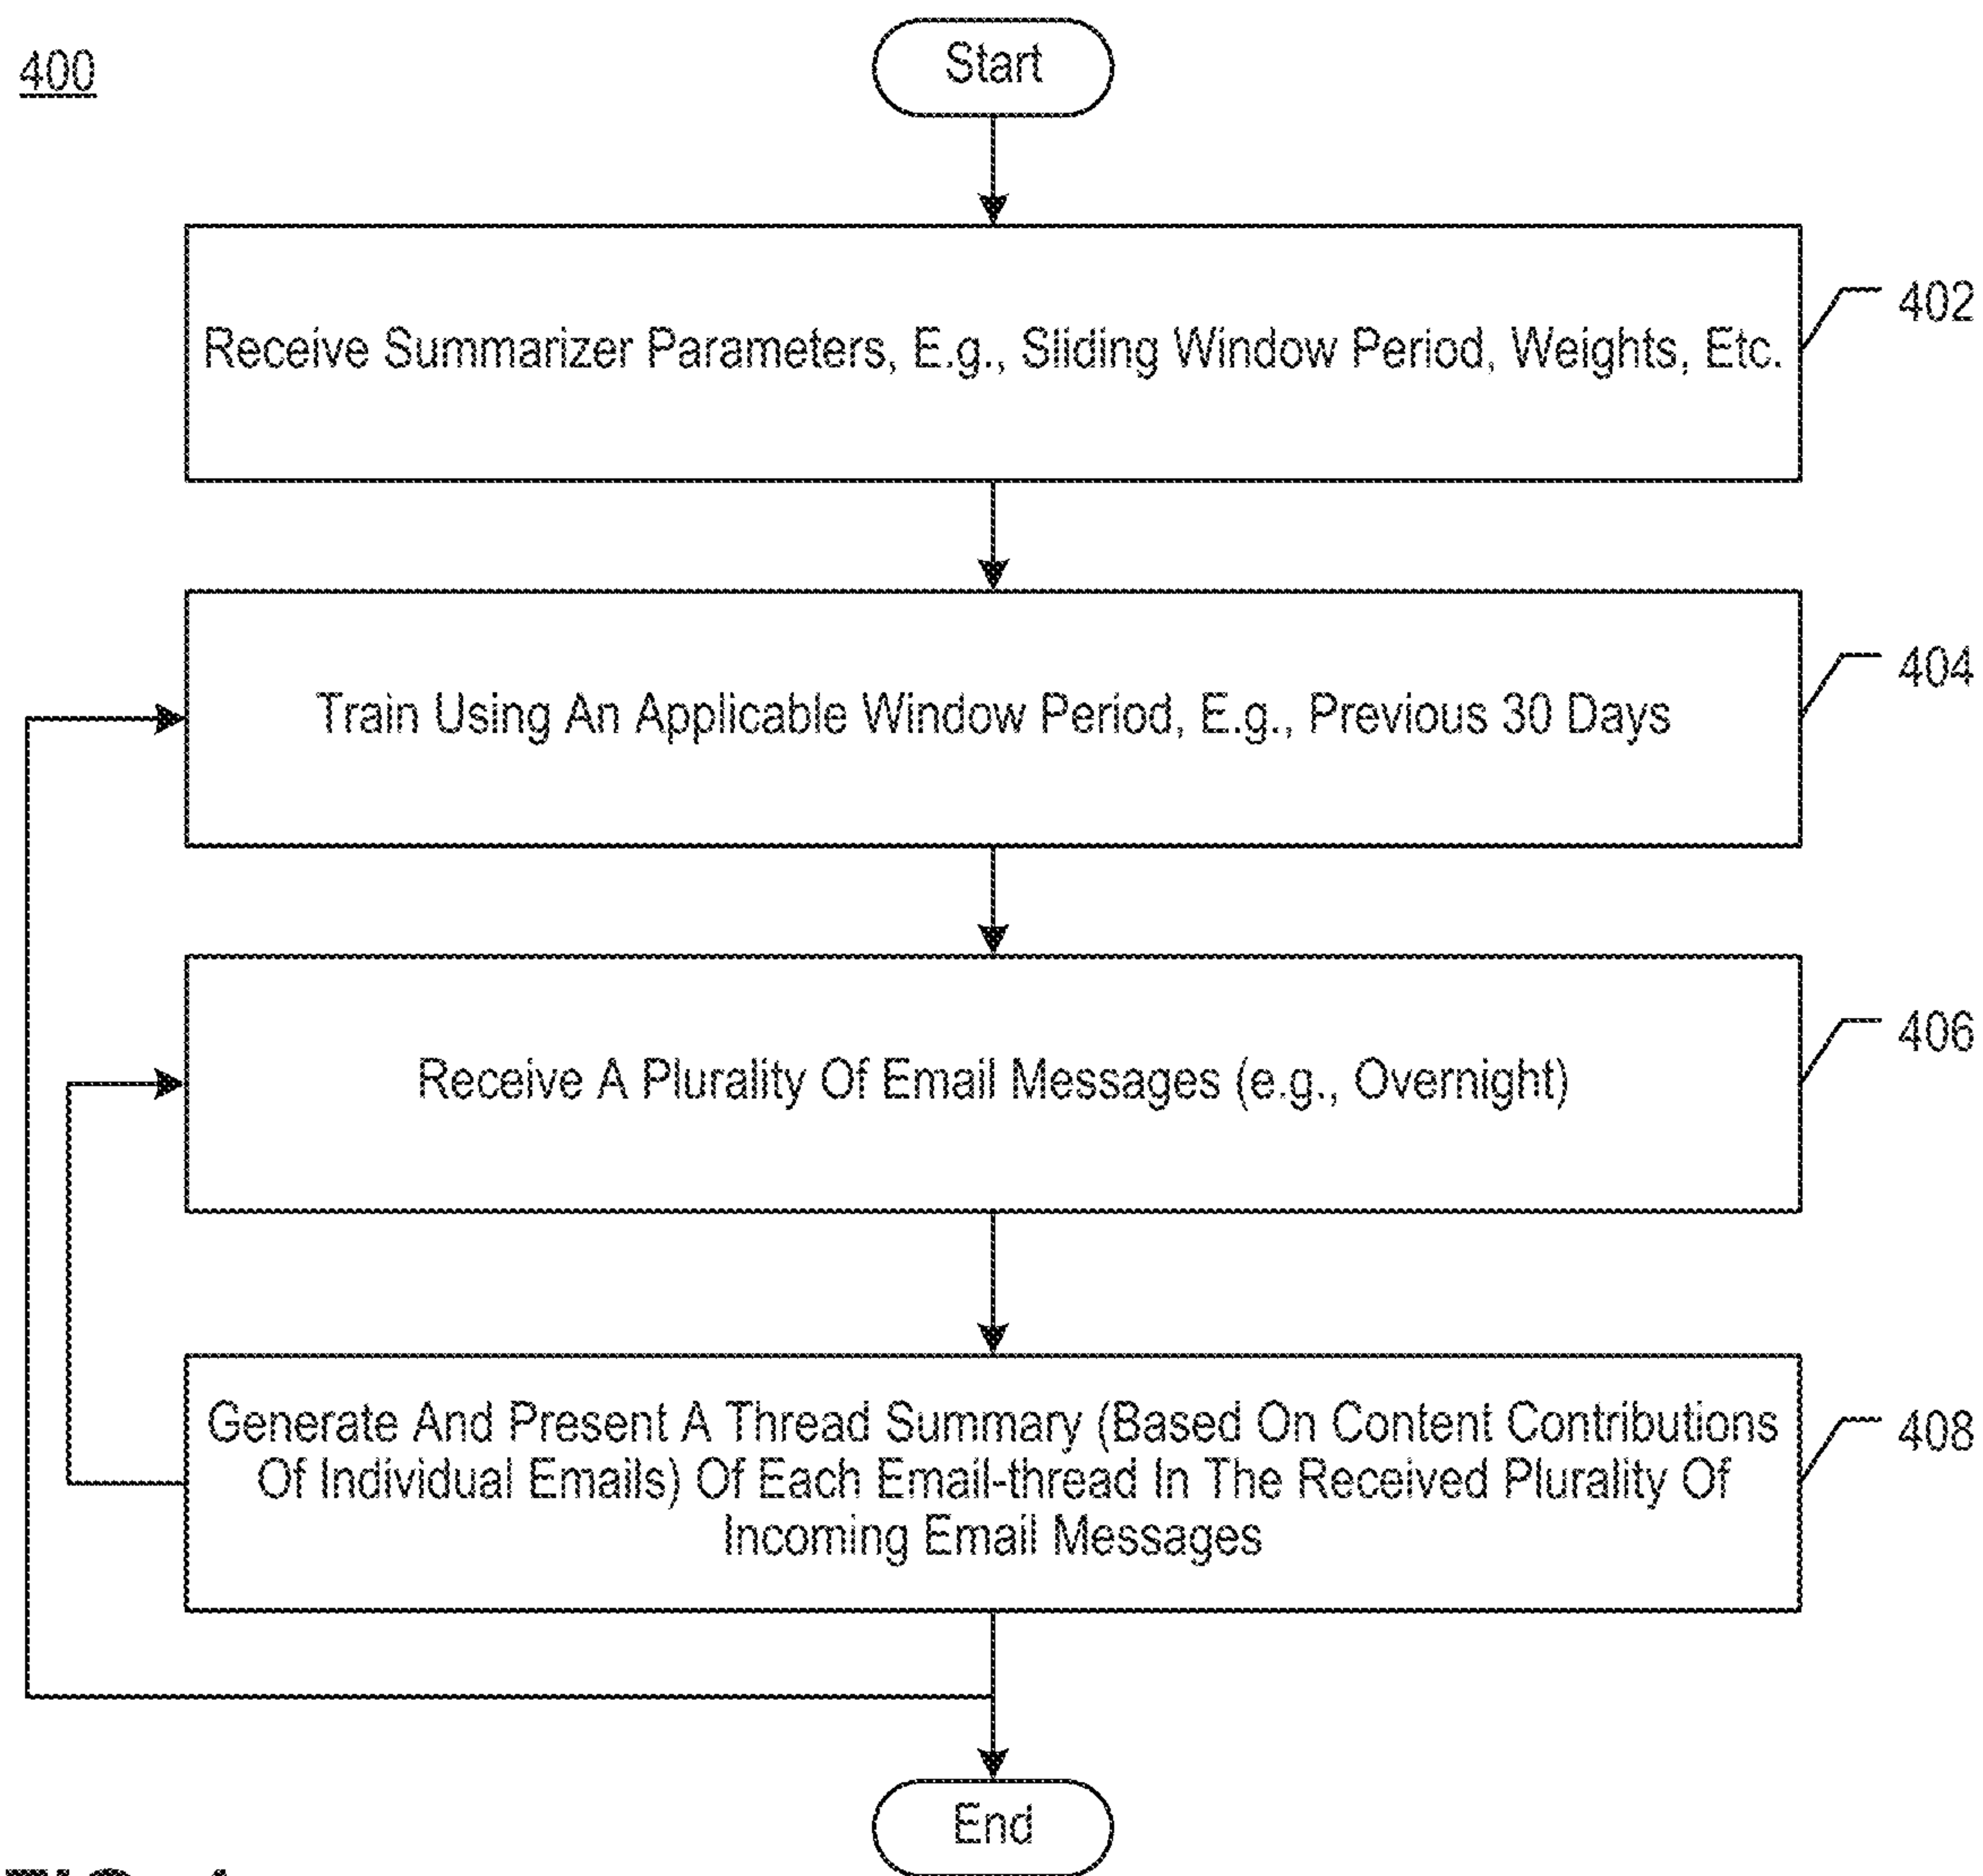 400
Start
Receive Summarizer Parameters, E.g., Sliding Window Period, Weights, Etc.
402
Train Using An Applicable Window Period, E.g., Previous 30 Days
404
Receive A Plurality Of Email Messages (e.g., Overnight)
406
Generate And Present A Thread Summary (Based On Content Contributions
Of Individual Emails) Of Each Email-thread In The Received Plurality Of
Incoming Email Messages
408
End